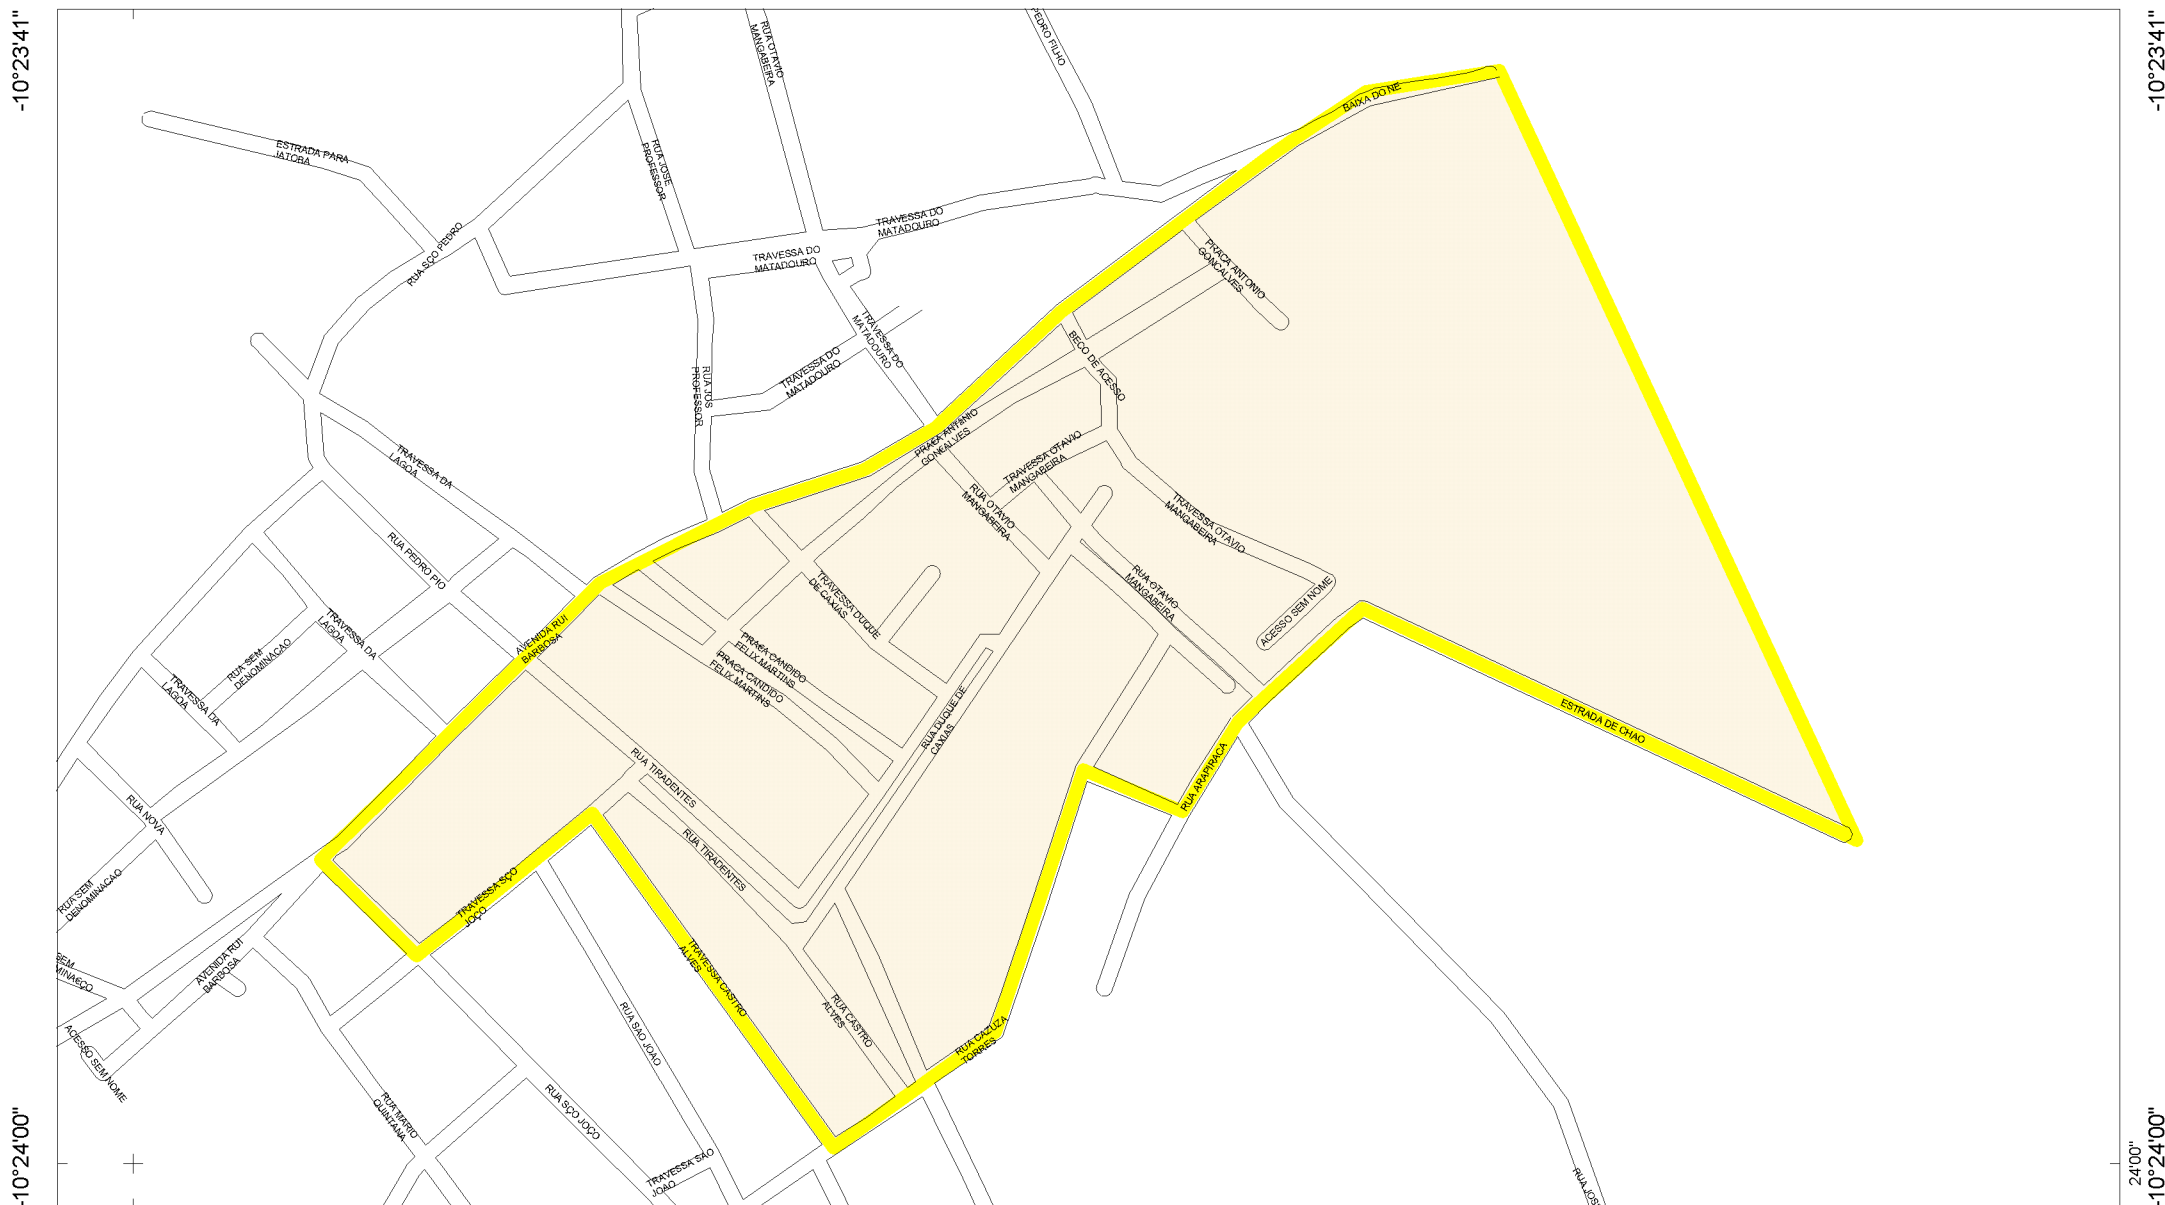 -10°23'41"
-10°23'41"
PEDRO FILHO
RUA OTAVIO
MANGABEIRA
BAIXA DO NE
ESTRADA PARA
JATOBA
RUA JOSE
PROFESSOR
RUA SÇO PEDRO
TRAVESSA DO
MATADOURO
TRAVESSA DO
MATADOURO
PRACA ANTONIO
GONCALVES
TRAVESSA DO
MATADOURO
TRAVESSA DO
MATADOURO
BECO DE ACESSO
RUA JOS
PROFESSOR
PRACA ANTONIO
GONCALVES
TRAVESSA OTAVIO
MANGABEIRA
TRAVESSA DA
LAGOA
RUA OTAVIO
MANGABEIRA
TRAVESSA OTAVIO
MANGABEIRA
RUA PEDRO PIO
TRAVESSA DUQUE
DE CAXIAS
RUA OTAVIO
MANGABEIRA
ACESSO SEM NOME
TRAVESSA DA
LAGOA
AVENIDA RUI
BARBOSA
RUA SEM
DENOMINACAO
PRACA CANDIDO
FELIX MARTINS
PRACA CANDIDO
FELIX MARTINS
TRAVESSA DA
LAGOA
RUA DUQUE DE
CAXIAS
ESTRADA DE CHAO
RUA TIRADENTES
RUA ARAPIRACA
RUA NOVA
RUA TIRADENTES
RUA SEM
DENOMINACAO
TRAVESSA SÇO
JOÇO
AVENIDA RUI
BARBOSA
TRAVESSA CASTRO
ALVES
SEM
MINAÇÇO
RUA CASTRO
ALVES
RUA SAO JOAO
RUA CAZUZA
TORRES
ACESSO SEM NOME
RUA MARIO
QUINTANA
RUA SÇO JOÇO
TRAVESSA SAO
JOAO
RUA JOS
-10°24'00"
24'00"
-10°24'00"